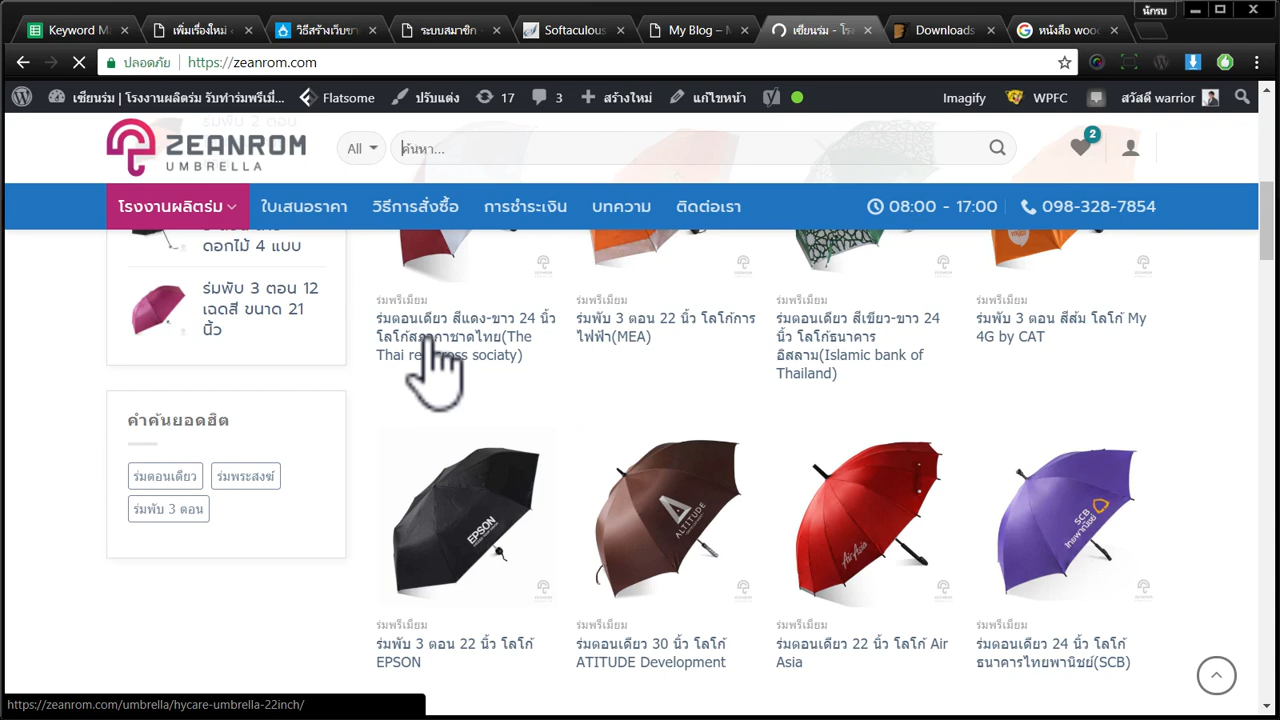 นักรบ
Keyword M
เพิ่มเรื่องใหม่ ‹
วิธีสร้างเว็บขา
ระบบสมาชิก -
Softaculous
My Blog – M
เซียนร่ม - โร
Downloads
หนังสือ woo
ปลอดภัย
https://zeanrom.com
เซียนร่ม | โรงงานผลิตร่ม รับทำร่มพรีเมี่...
Flatsome
ปรับแต่ง
17
3
สร้างใหม่
แก้ไขหน้า
Imagify
WPFC
สวัสดี warrior
ร่มพับ 2 ตอน
ZEANROM
UMBRELLA
All
ค้นหา...
2
โรงงานผลิตร่ม
ใบเสนอราคา
วิธีการสั่งซื้อ
การชำระเงิน
บทความ
ติดต่อเรา
08:00 - 17:00
098-328-7854
ดอกไม้ 4 แบบ
ร่มพับ 3 ตอน 12
เฉดสี ขนาด 21
นิ้ว
คำค้นยอดฮิต
ร่มตอนเดียว
ร่มพระสงฆ์
ร่มพับ 3 ตอน
ร่มพรีเมี่ยม
ร่มตอนเดียว สีแดง-ขาว 24 นิ้ว
โลโก้สภากาชาดไทย(The
Thai re cross sociaty)
ร่มพรีเมี่ยม
ร่มพับ 3 ตอน 22 นิ้ว โลโก้การ
ไฟฟ้า(MEA)
ร่มพรีเมี่ยม
ร่มตอนเดียว สีเขียว-ขาว 24
นิ้ว โลโก้ธนาคาร
อิสลาม(Islamic bank of
Thailand)
ร่มพรีเมี่ยม
ร่มพับ 3 ตอน สีส้ม โลโก้ My
4G by CAT
EPSON
ALTITUDE
AirAsia
SCB
ไทยพาณิชย์
ZEANROM
ZEANROM
ZEANROM
ZEANROM
ร่มพรีเมี่ยม
ร่มพับ 3 ตอน 22 นิ้ว โลโก้
EPSON
ร่มพรีเมี่ยม
ร่มตอนเดียว 30 นิ้ว โลโก้
ATITUDE Development
ร่มพรีเมี่ยม
ร่มตอนเดียว 22 นิ้ว โลโก้ Air
Asia
ร่มพรีเมี่ยม
ร่มตอนเดียว 24 นิ้ว โลโก้
ธนาคารไทยพานิชย์(SCB)
https://zeanrom.com/umbrella/hycare-umbrella-22inch/